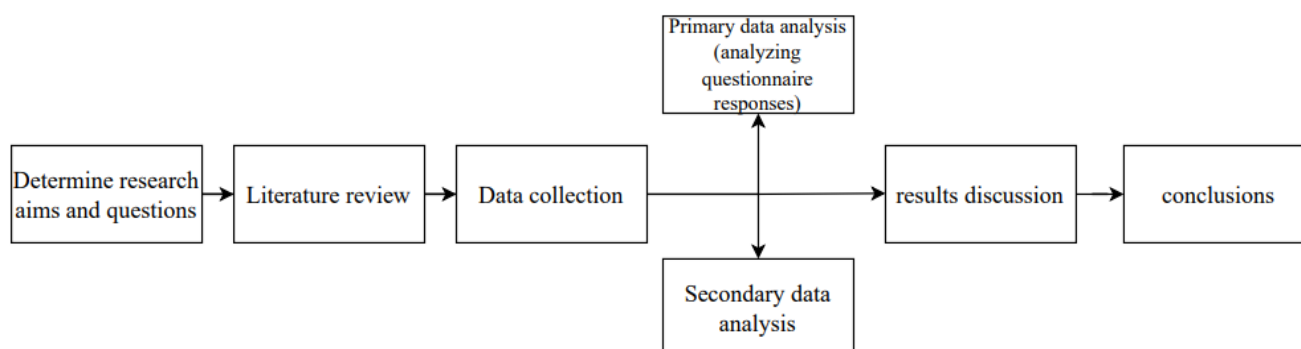 Primary data analysis
(analyzing
questionnaire
responses)
Determine research
aims and questions
Literature review
Data collection
results discussion
conclusions
Secondary data
analysis